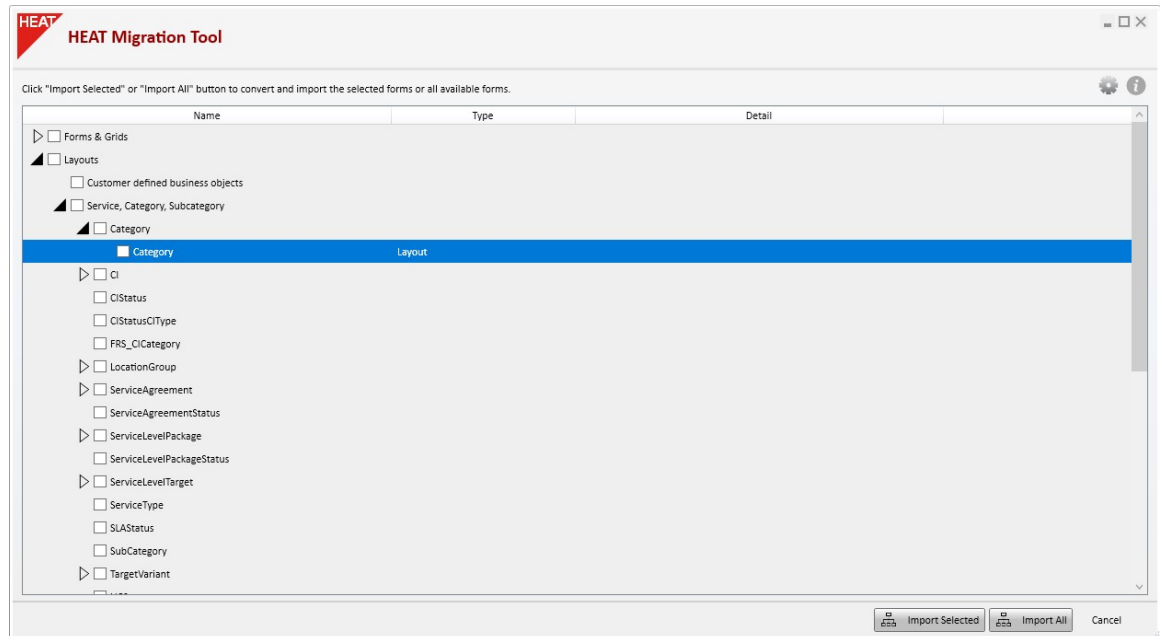 HEAT
HEAT Migration Tool
Click "Import Selected" or "Import All" button to convert and import the selected forms or all available forms.
Name Type Detail
Forms & Grids
Layouts
Customer defined business objects
Service, Category, Subcategory
Category
Category Layout
CI
CIStatus
CIStatusCIType
FRS_CICategory
LocationGroup
ServiceAgreement
ServiceAgreementStatus
ServiceLevelPackage
ServiceLevelPackageStatus
ServiceLevelTarget
ServiceType
SLAStatus
SubCategory
TargetVariant
Import Selected Import All Cancel